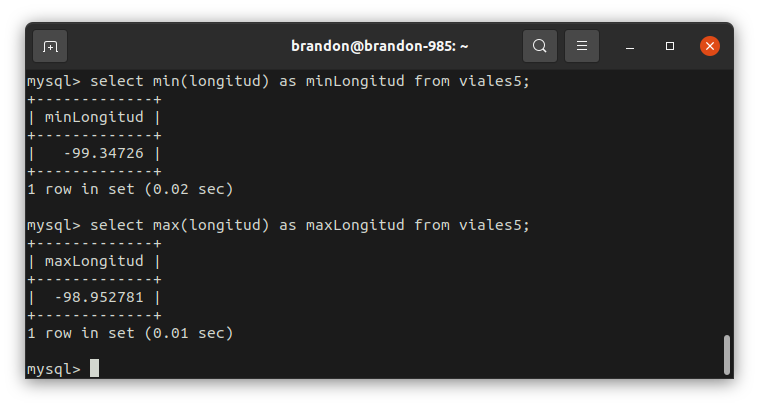 brandon@brandon-985: ~
mysql> select min(longitud) as minLongitud from viales5;
+-------------+
| minLongitud |
+-------------+
|   -99.34726 |
+-------------+
1 row in set (0.02 sec)

mysql> select max(longitud) as maxLongitud from viales5;
+-------------+
| maxLongitud |
+-------------+
|  -98.952781 |
+-------------+
1 row in set (0.01 sec)

mysql>